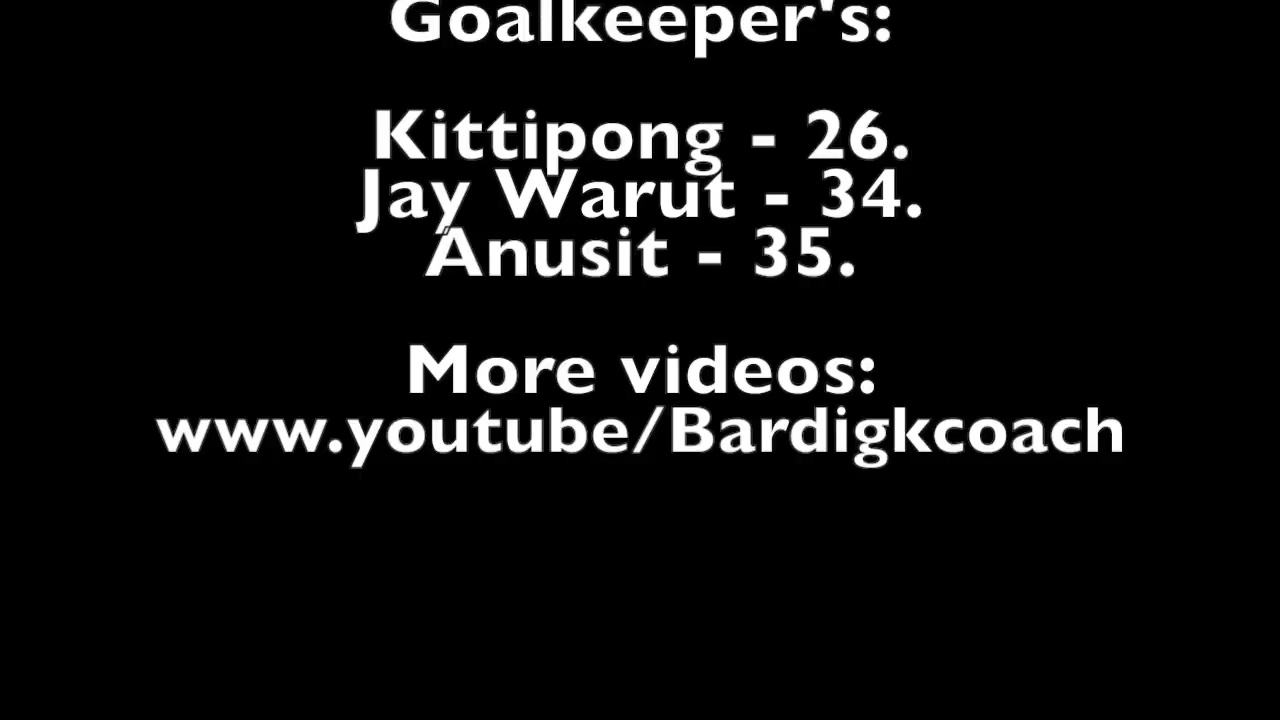 Goalkeeper's:
Kittipong - 26.
Jay Warut - 34.
Anusit - 35.
More videos:
www.youtube/Bardigkcoach